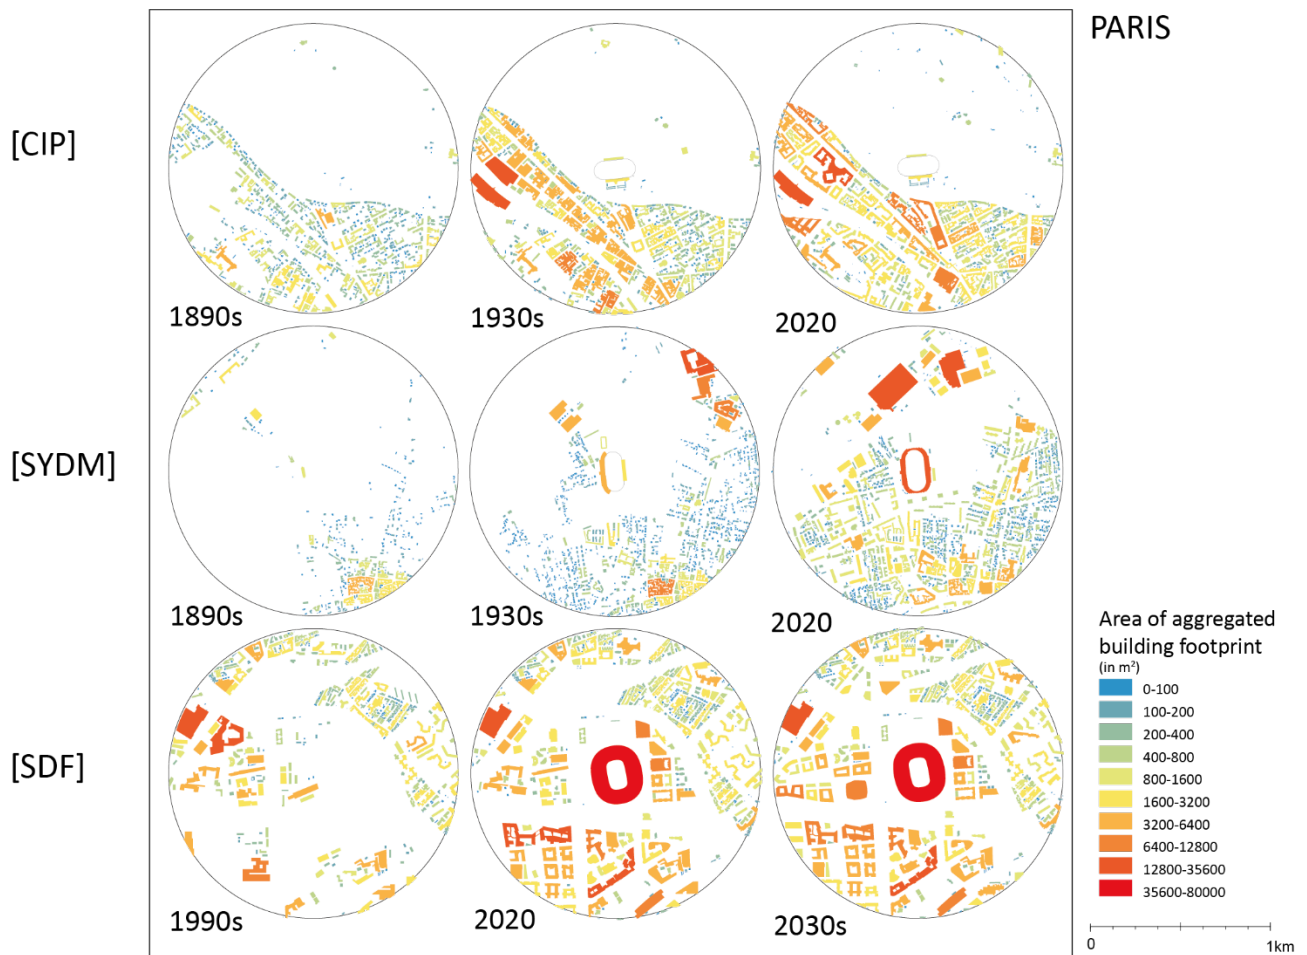 PARIS
[CIP]
1890s
1930s
2020
[SYDM]
1890s
1930s
2020
[SDF]
1990s
2020
2030s
Area of aggregated
building footprint
(in m²)
0-100
100-200
200-400
400-800
800-1600
1600-3200
3200-6400
6400-12800
12800-35600
35600-80000
0 1km